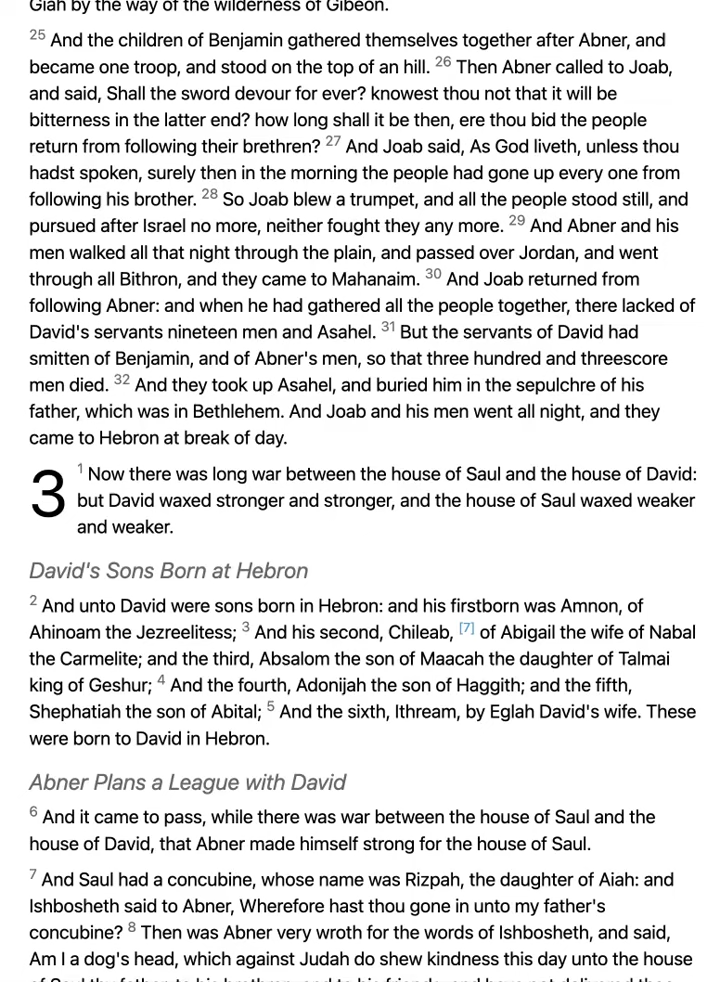 Giah by the way of the wilderness of Gibeon.
25 And the children of Benjamin gathered themselves together after Abner, and
became one troop, and stood on the top of an hill. 26 Then Abner called to Joab,
and said, Shall the sword devour for ever? knowest thou not that it will be
bitterness in the latter end? how long shall it be then, ere thou bid the people
return from following their brethren? 27 And Joab said, As God liveth, unless thou
hadst spoken, surely then in the morning the people had gone up every one from
following his brother. 28 So Joab blew a trumpet, and all the people stood still, and
pursued after Israel no more, neither fought they any more. 29 And Abner and his
men walked all that night through the plain, and passed over Jordan, and went
through all Bithron, and they came to Mahanaim. 30 And Joab returned from
following Abner: and when he had gathered all the people together, there lacked of
David's servants nineteen men and Asahel. 31 But the servants of David had
smitten of Benjamin, and of Abner's men, so that three hundred and threescore
men died. 32 And they took up Asahel, and buried him in the sepulchre of his
father, which was in Bethlehem. And Joab and his men went all night, and they
came to Hebron at break of day.
3 1 Now there was long war between the house of Saul and the house of David:
but David waxed stronger and stronger, and the house of Saul waxed weaker
and weaker.
David's Sons Born at Hebron
2 And unto David were sons born in Hebron: and his firstborn was Amnon, of
Ahinoam the Jezreelitess; 3 And his second, Chileab, [7] of Abigail the wife of Nabal
the Carmelite; and the third, Absalom the son of Maacah the daughter of Talmai
king of Geshur; 4 And the fourth, Adonijah the son of Haggith; and the fifth,
Shephatiah the son of Abital; 5 And the sixth, Ithream, by Eglah David's wife. These
were born to David in Hebron.
Abner Plans a League with David
6 And it came to pass, while there was war between the house of Saul and the
house of David, that Abner made himself strong for the house of Saul.
7 And Saul had a concubine, whose name was Rizpah, the daughter of Aiah: and
Ishbosheth said to Abner, Wherefore hast thou gone in unto my father's
concubine? 8 Then was Abner very wroth for the words of Ishbosheth, and said,
Am I a dog's head, which against Judah do shew kindness this day unto the house